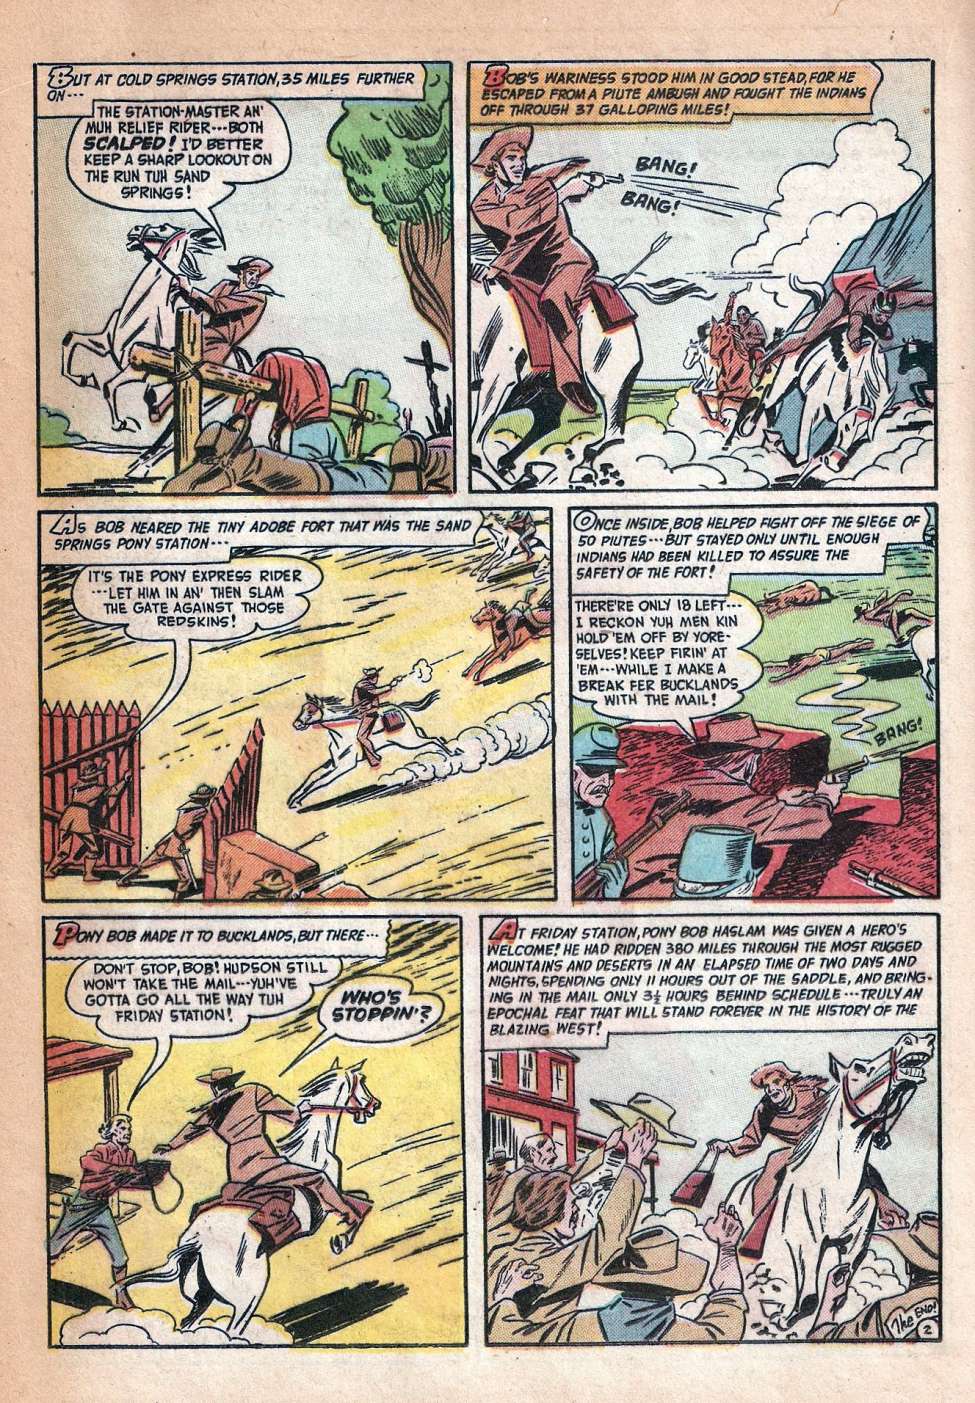 BUT AT COLD SPRINGS STATION, 35 MILES FURTHER
ON---
THE STATION-MASTER AN'
MUH RELIEF RIDER---BOTH
SCALPED! I'D BETTER
KEEP A SHARP LOOKOUT ON
THE RUN TUH SAND
SPRINGS!
BOB'S WARINESS STOOD HIM IN GOOD STEAD, FOR HE
ESCAPED FROM A PIUTE AMBUSH AND FOUGHT THE INDIANS
OFF THROUGH 37 GALLOPING MILES!
BANG!
BANG!
AS BOB NEARED THE TINY ADOBE FORT THAT WAS THE SAND
SPRINGS PONY STATION---
IT'S THE PONY EXPRESS RIDER
---LET HIM IN AN' THEN SLAM
THE GATE AGAINST THOSE
REDSKINS!
ONCE INSIDE, BOB HELPED FIGHT OFF THE SIEGE OF
50 PIUTES---BUT STAYED ONLY UNTIL ENOUGH
INDIANS HAD BEEN KILLED TO ASSURE THE
SAFETY OF THE FORT!
THERE'RE ONLY 18 LEFT---
I RECKON YUH MEN KIN
HOLD 'EM OFF BY YORE-
SELVES! KEEP FIRIN' AT
'EM---WHILE I MAKE A
BREAK FER BUCKLANDS
WITH THE MAIL!
BANG!
PONY BOB MADE IT TO BUCKLANDS, BUT THERE---
DON'T STOP, BOB! HUDSON STILL
WON'T TAKE THE MAIL---YUH'VE
GOTTA GO ALL THE WAY TUH
FRIDAY STATION!
WHO'S
STOPPIN'?
AT FRIDAY STATION, PONY BOB HASLAM WAS GIVEN A HERO'S
WELCOME! HE HAD RIDDEN 380 MILES THROUGH THE MOST RUGGED
MOUNTAINS AND DESERTS IN AN ELAPSED TIME OF TWO DAYS AND
NIGHTS, SPENDING ONLY 11 HOURS OUT OF THE SADDLE, AND BRING-
ING IN THE MAIL ONLY 3½ HOURS BEHIND SCHEDULE---TRULY AN
EPOCHAL FEAT THAT WILL STAND FOREVER IN THE HISTORY OF THE
BLAZING WEST!
The END!
2